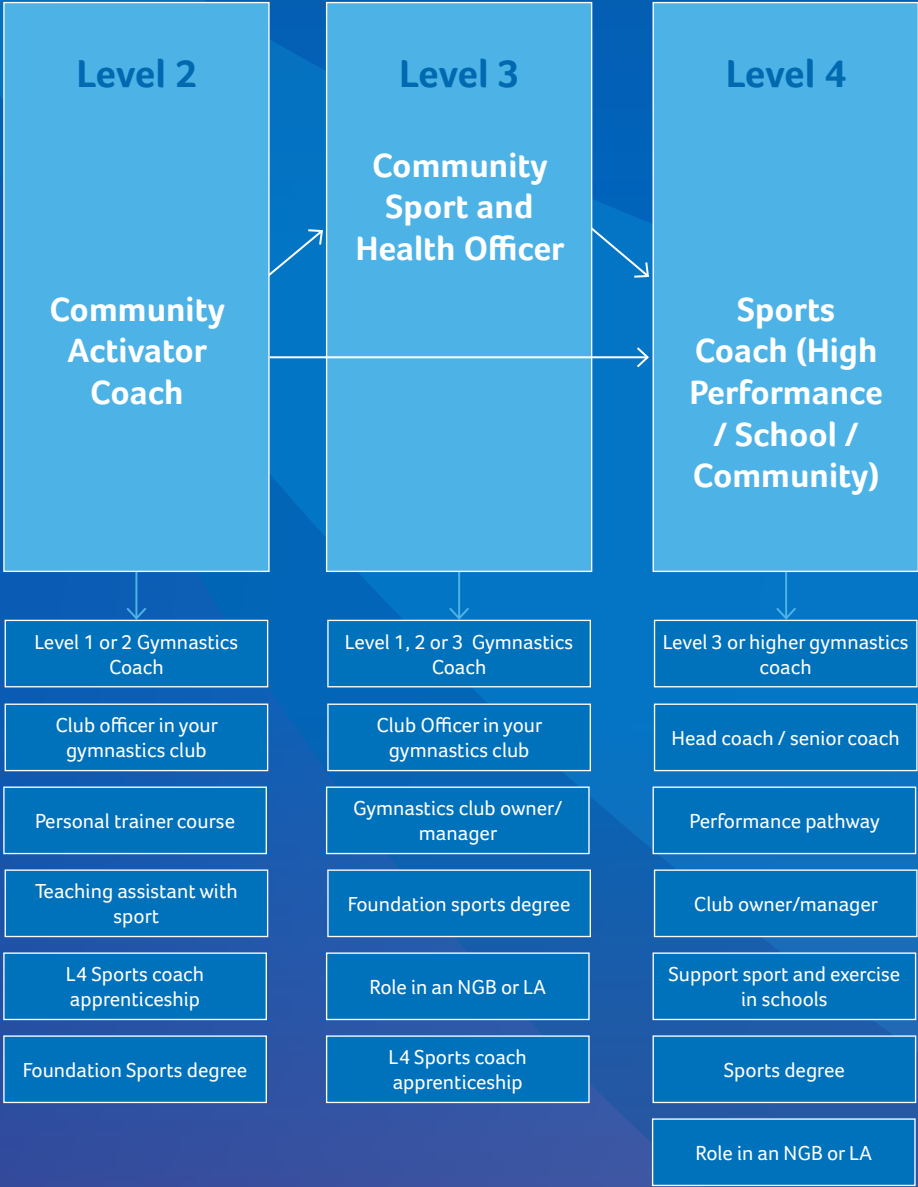 Level 2
Community
Activator
Coach
Level 1 or 2 Gymnastics
Coach
Club officer in your
gymnastics club
Personal trainer course
Teaching assistant with
sport
L4 Sports coach
apprenticeship
Foundation Sports degree
Level 3
Community
Sport and
Health Officer
Level 1, 2 or 3 Gymnastics
Coach
Club Officer in your
gymnastics club
Gymnastics club owner/
manager
Foundation sports degree
Role in an NGB or LA
L4 Sports coach
apprenticeship
Level 4
Sports
Coach (High
Performance
/ School /
Community)
Level 3 or higher gymnastics
coach
Head coach / senior coach
Performance pathway
Club owner/manager
Support sport and exercise
in schools
Sports degree
Role in an NGB or LA